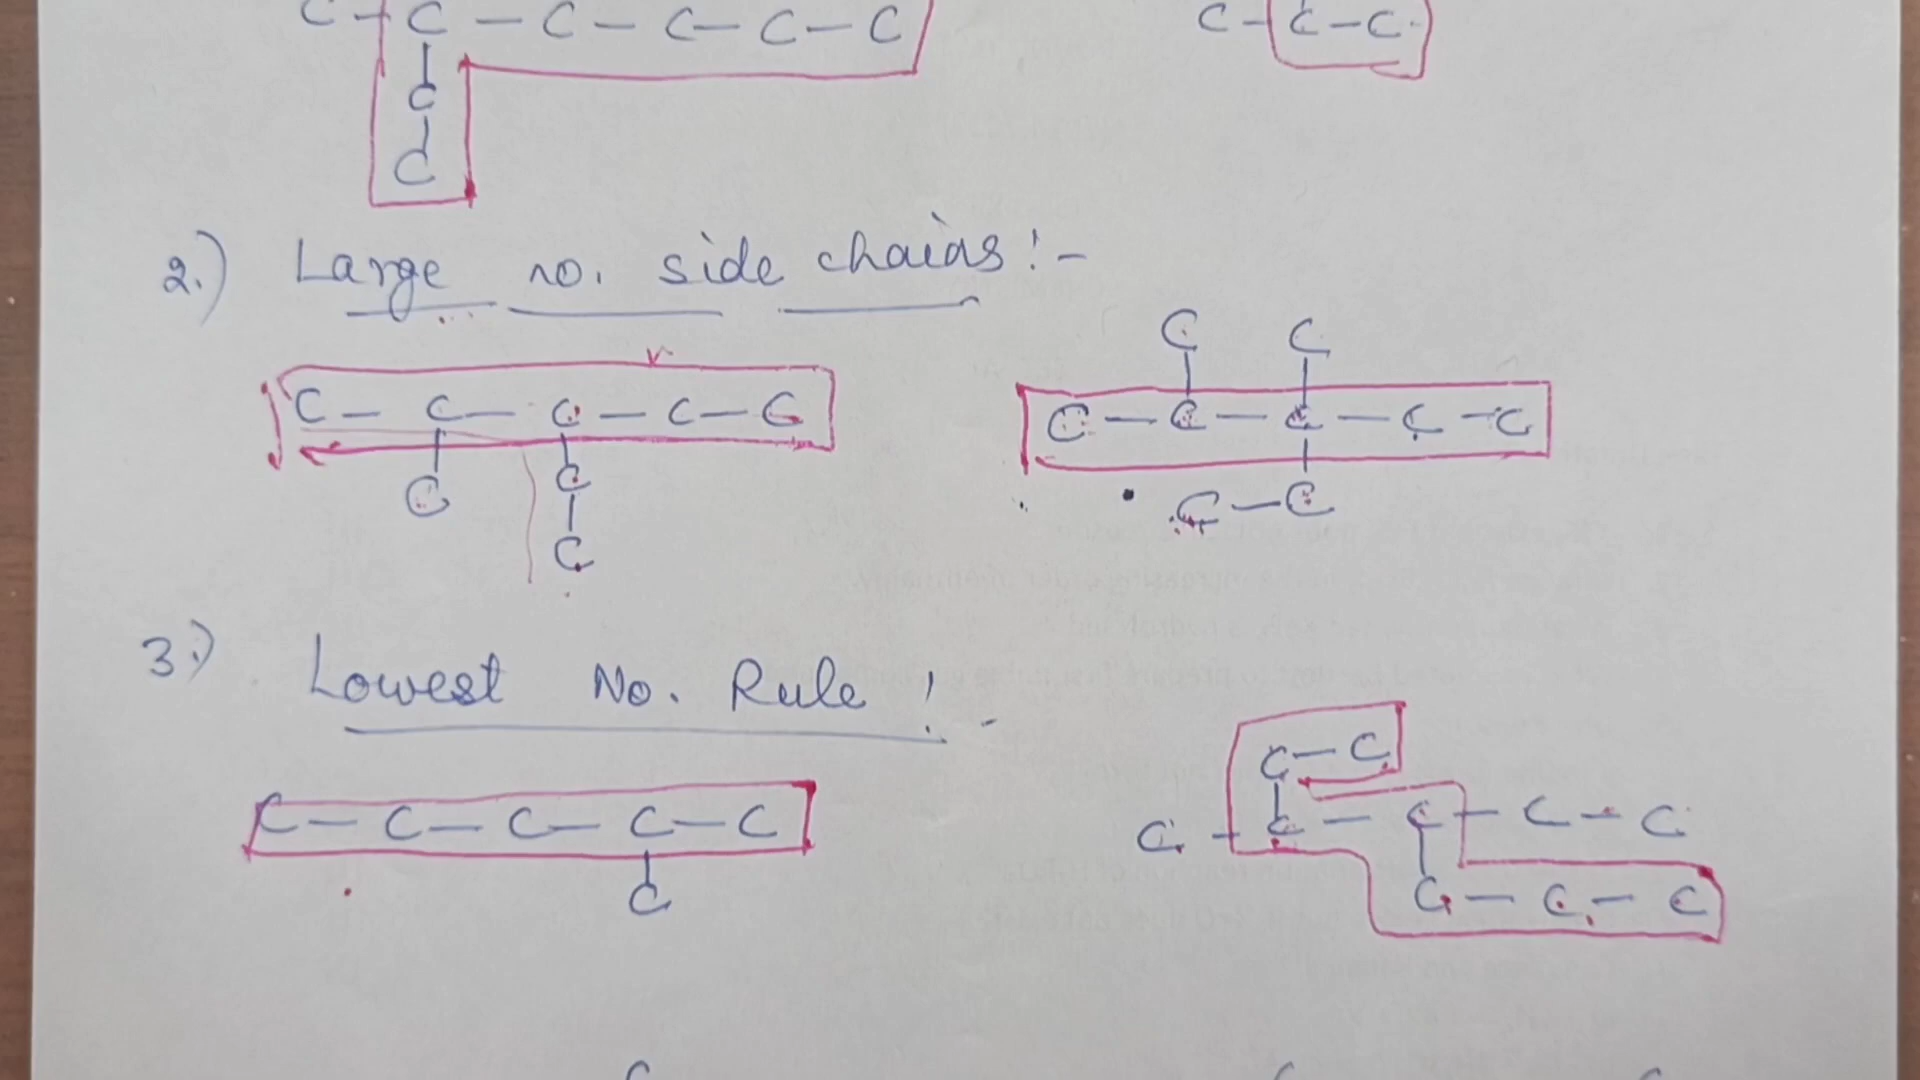 C - C - C - C - C - C
C - C - C
C
C
2.) Large no. side chains :-
C C
C - C - C - C - C
C - C - C - C - C
C
C
C - C
C
3.) Lowest No. Rule :-
C - C
C - C - C - C - C
C - C - C - C - C
C
C - C - C